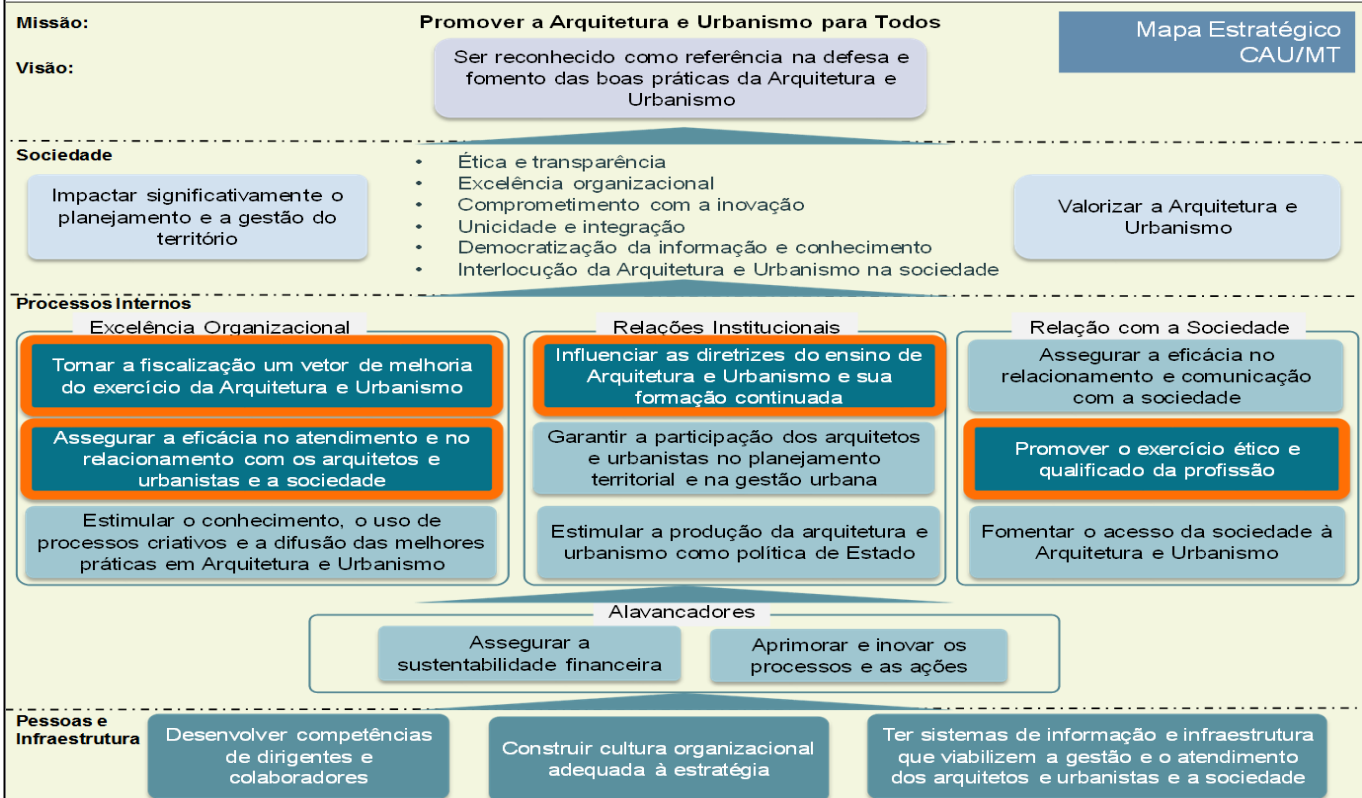 Missão:
Promover a Arquitetura e Urbanismo para Todos
Mapa Estratégico
CAU/MT
Visão:
Ser reconhecido como referência na defesa e
fomento das boas práticas da Arquitetura e
Urbanismo
Sociedade
Impactar significativamente o
planejamento e a gestão do
território
• Ética e transparência
• Excelência organizacional
• Comprometimento com a inovação
• Unicidade e integração
• Democratização da informação e conhecimento
• Interlocução da Arquitetura e Urbanismo na sociedade
Valorizar a Arquitetura e
Urbanismo
Processos Internos
Excelência Organizacional
Tornar a fiscalização um vetor de melhoria
do exercício da Arquitetura e Urbanismo
Assegurar a eficácia no atendimento e no
relacionamento com os arquitetos e
urbanistas e a sociedade
Estimular o conhecimento, o uso de
processos criativos e a difusão das melhores
práticas em Arquitetura e Urbanismo
Relações Institucionais
Influenciar as diretrizes do ensino de
Arquitetura e Urbanismo e sua
formação continuada
Garantir a participação dos arquitetos
e urbanistas no planejamento
territorial e na gestão urbana
Estimular a produção da arquitetura e
urbanismo como política de Estado
Relação com a Sociedade
Assegurar a eficácia no
relacionamento e comunicação
com a sociedade
Promover o exercício ético e
qualificado da profissão
Fomentar o acesso da sociedade à
Arquitetura e Urbanismo
Alavancadores
Assegurar a
sustentabilidade financeira
Aprimorar e inovar os
processos e as ações
Pessoas e
Infraestrutura
Desenvolver competências
de dirigentes e
colaboradores
Construir cultura organizacional
adequada à estratégia
Ter sistemas de informação e infraestrutura
que viabilizem a gestão e o atendimento
dos arquitetos e urbanistas e a sociedade